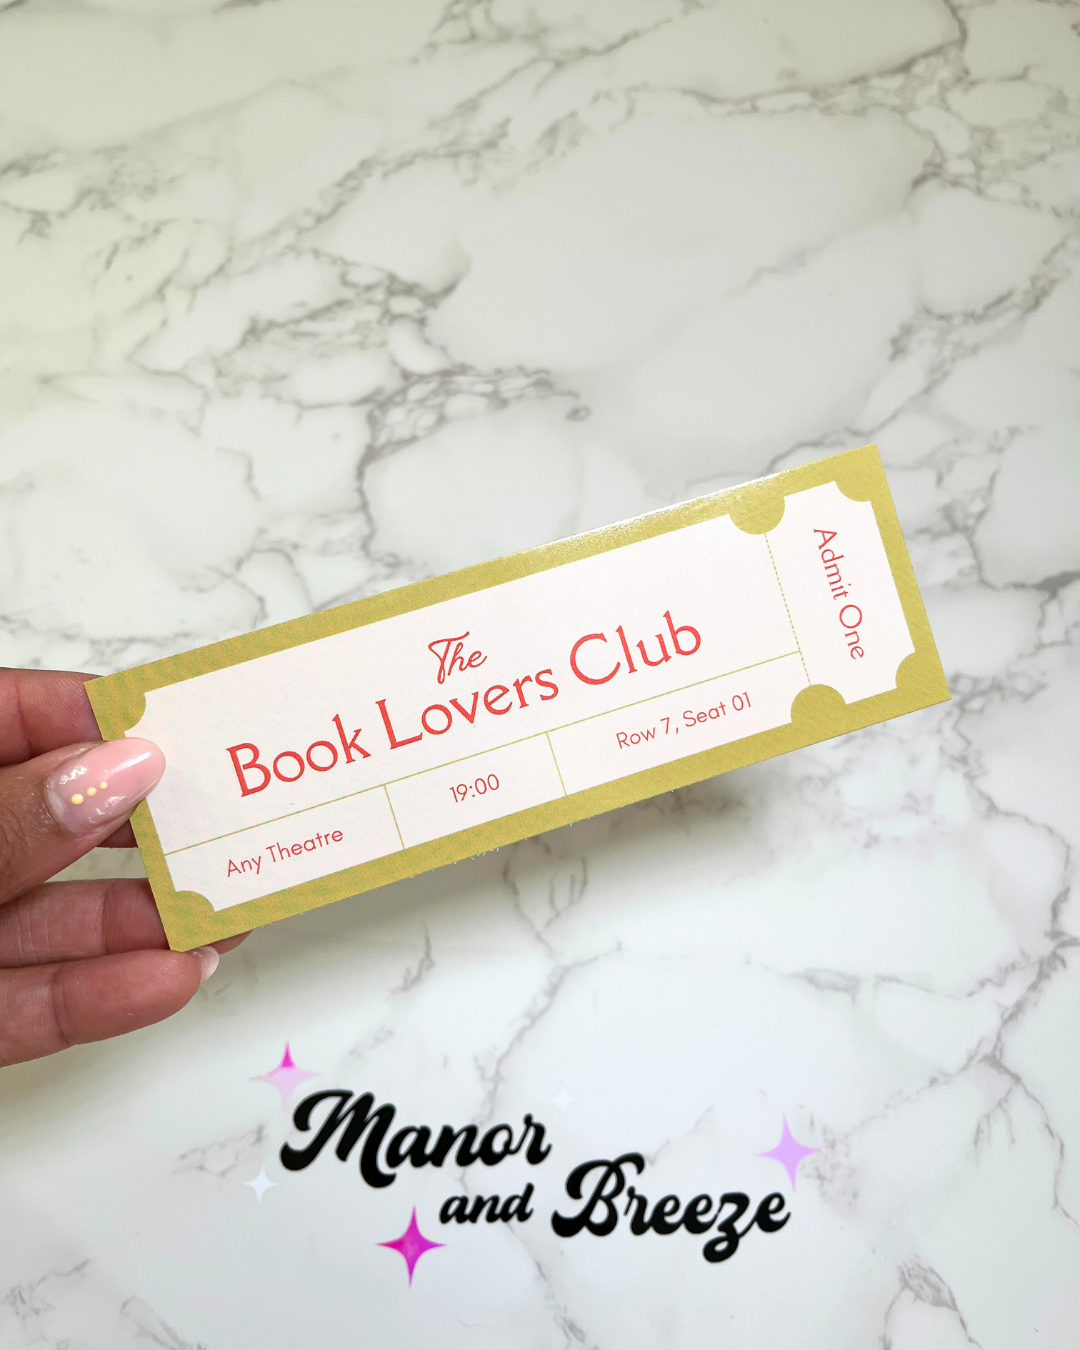 The
Book Lovers Club
Any Theatre
19:00
Row 7, Seat 01
Admit One
Manor
and Breeze